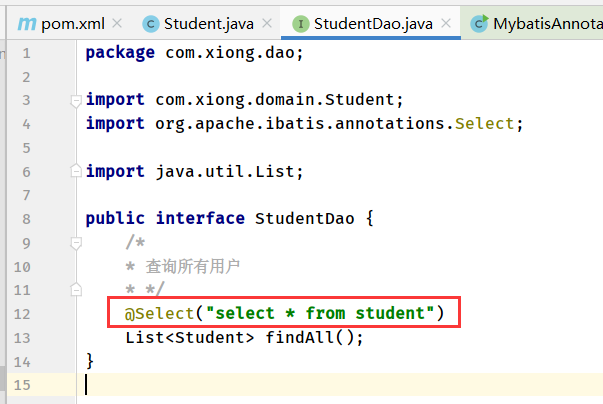 pom.xml Student.java StudentDao.java MybatisAnnota
1 package com.xiong.dao;
2
3 import com.xiong.domain.Student;
4 import org.apache.ibatis.annotations.Select;
5
6 import java.util.List;
7
8 public interface StudentDao {
9 /*
10 * 查询所有用户
11 * */
12 @Select("select * from student")
13 List<Student> findAll();
14 }
15